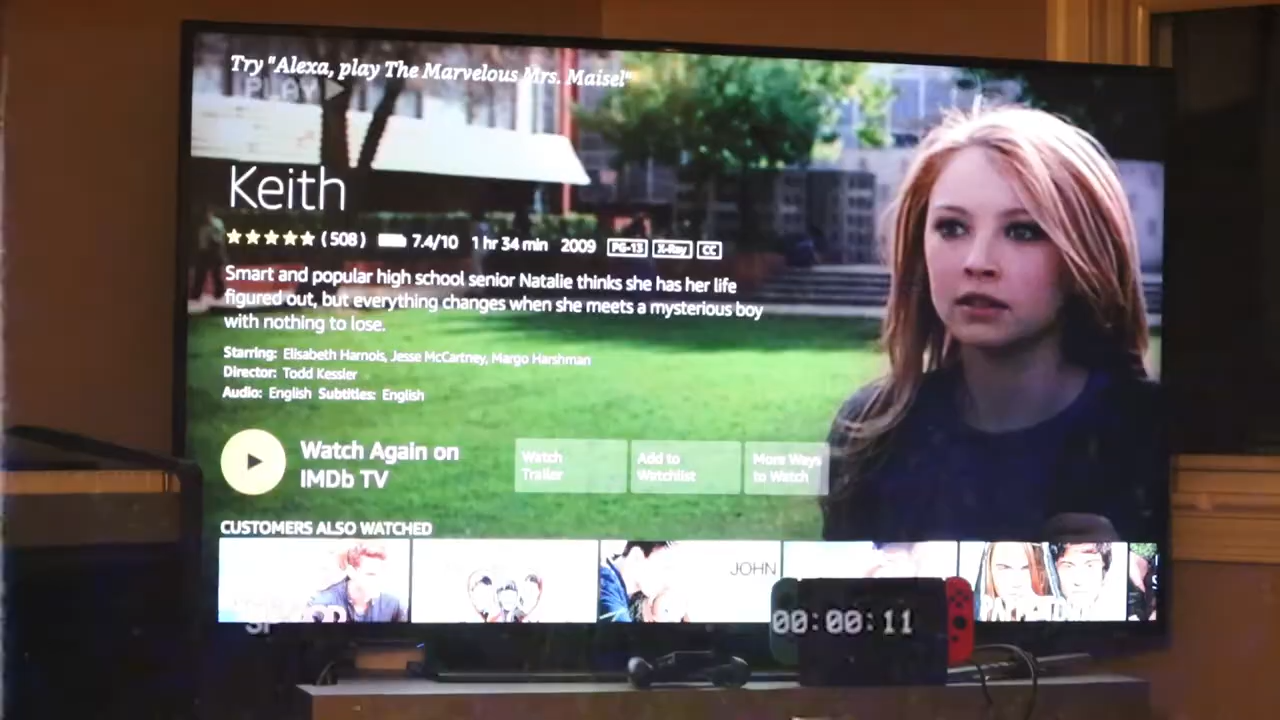 Try "Alexa, play The Marvelous Mrs. Maisel"
PLAY
Keith
(508) 7.4/10 1 hr 34 min 2009 PG-13 X-Ray CC
Smart and popular high school senior Natalie thinks she has her life
figured out, but everything changes when she meets a mysterious boy
with nothing to lose.
Starring: Elisabeth Harnois, Jesse McCartney, Margo Harshman
Director: Todd Kessler
Audio: English Subtitles: English
Watch Again on
IMDb TV
Watch
Trailer
Add to
Watchlist
More Ways
to Watch
CUSTOMERS ALSO WATCHED
JOHN
SP
00:00:11